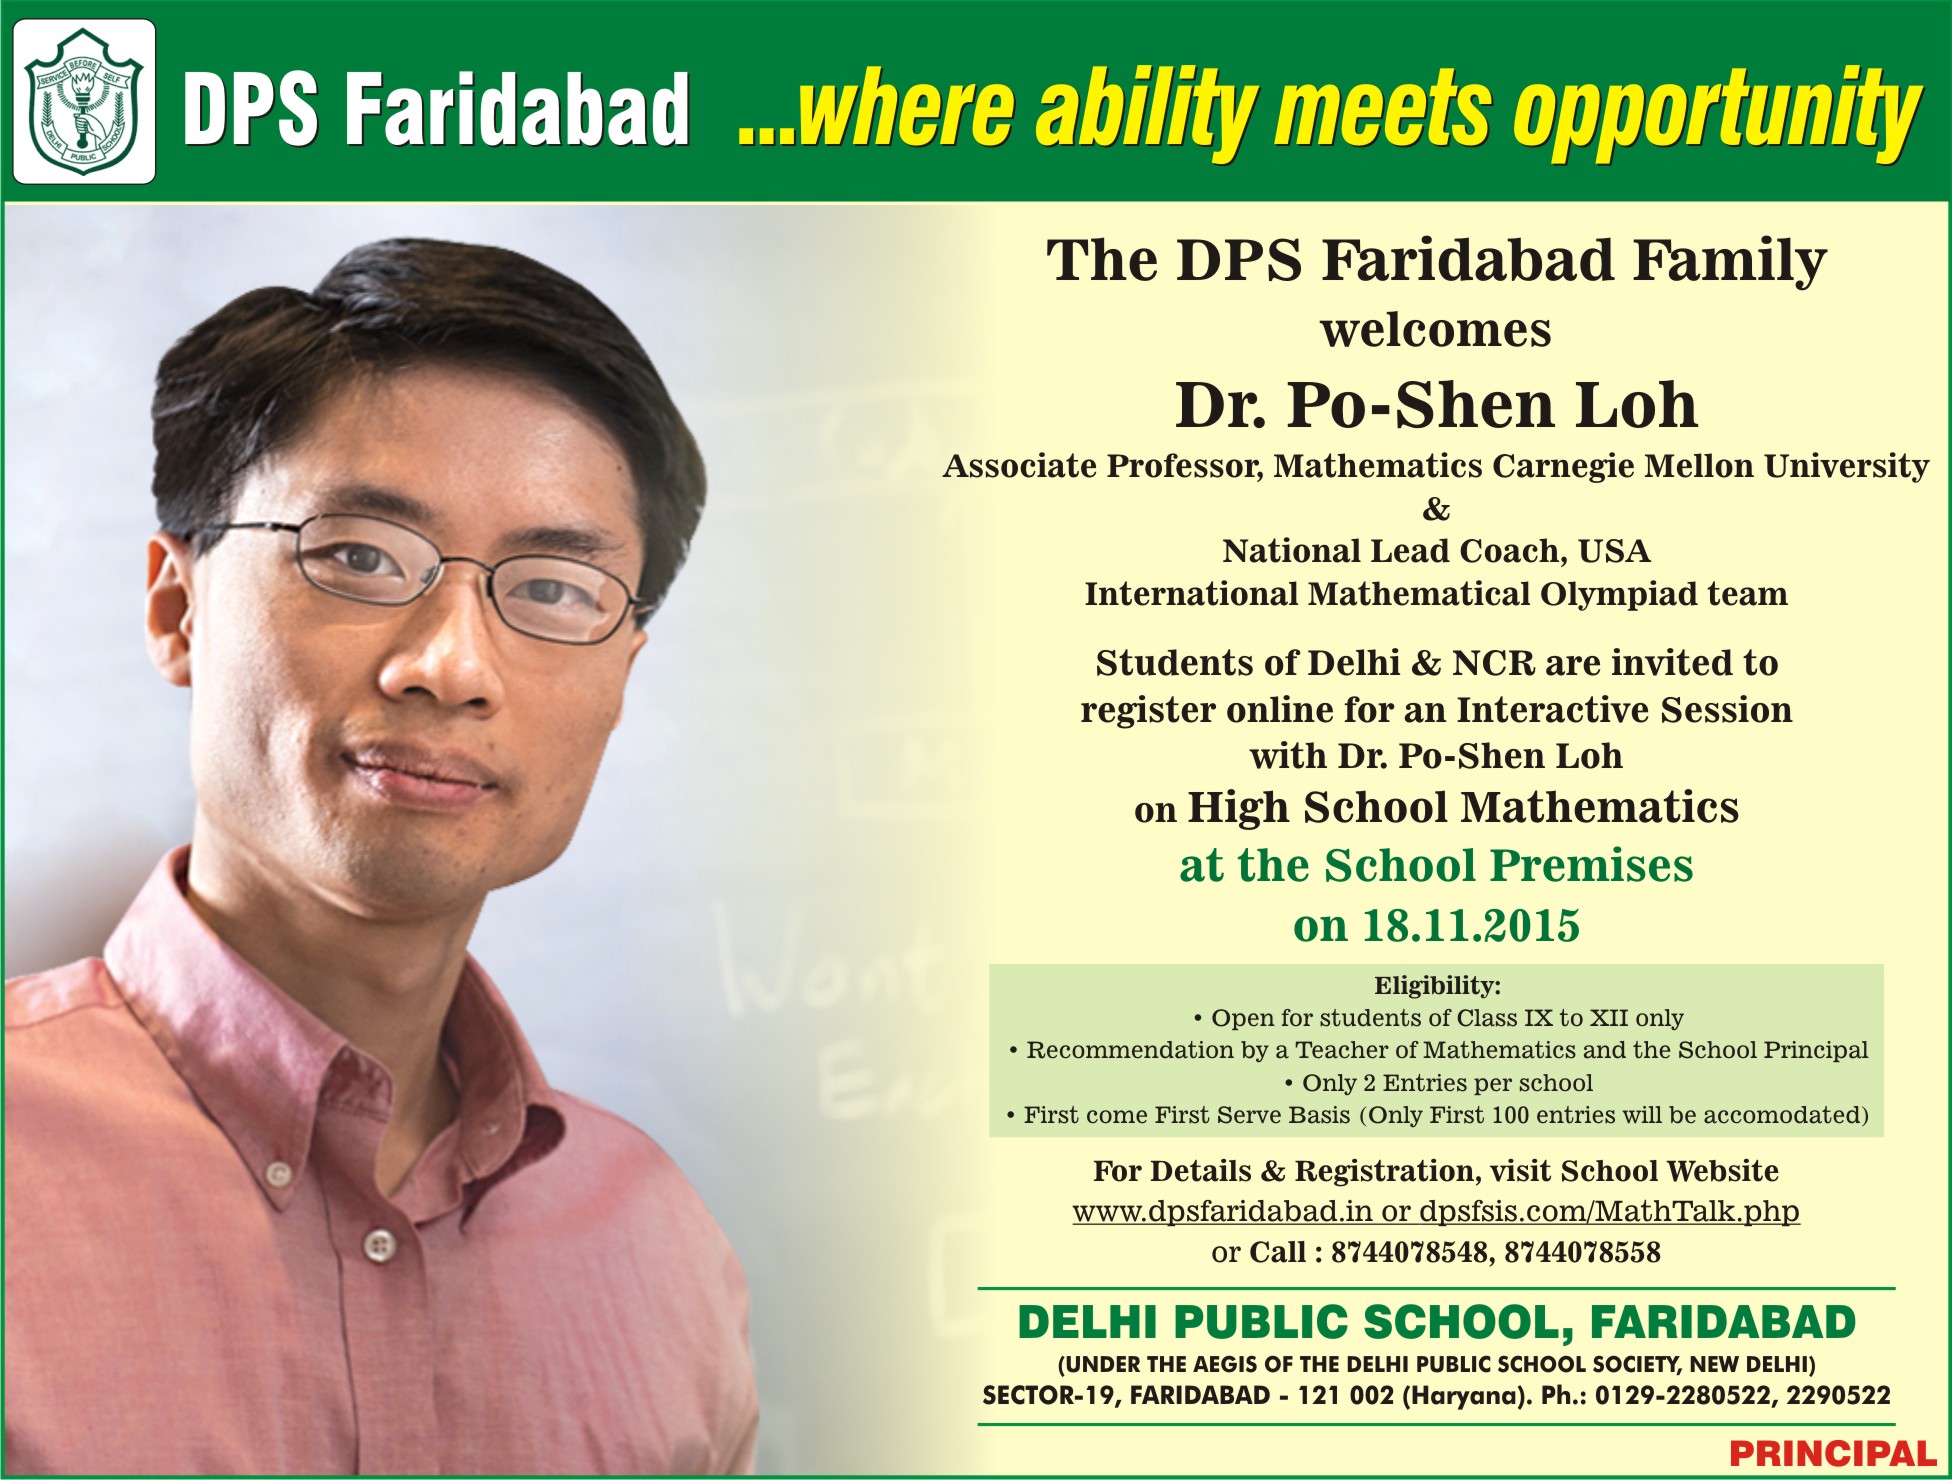 SERVICE BEFORE SELF
DELHI PUBLIC SCHOOL
DPS Faridabad ...where ability meets opportunity
The DPS Faridabad Family
welcomes
Dr. Po-Shen Loh
Associate Professor, Mathematics Carnegie Mellon University
&
National Lead Coach, USA
International Mathematical Olympiad team
Students of Delhi & NCR are invited to
register online for an Interactive Session
with Dr. Po-Shen Loh
on High School Mathematics
at the School Premises
on 18.11.2015
Eligibility:
• Open for students of Class IX to XII only
• Recommendation by a Teacher of Mathematics and the School Principal
• Only 2 Entries per school
• First come First Serve Basis (Only First 100 entries will be accomodated)
For Details & Registration, visit School Website
www.dpsfaridabad.in or dpsfsis.com/MathTalk.php
or Call : 8744078548, 8744078558
DELHI PUBLIC SCHOOL, FARIDABAD
(UNDER THE AEGIS OF THE DELHI PUBLIC SCHOOL SOCIETY, NEW DELHI)
SECTOR-19, FARIDABAD - 121 002 (Haryana). Ph.: 0129-2280522, 2290522
PRINCIPAL
Wont